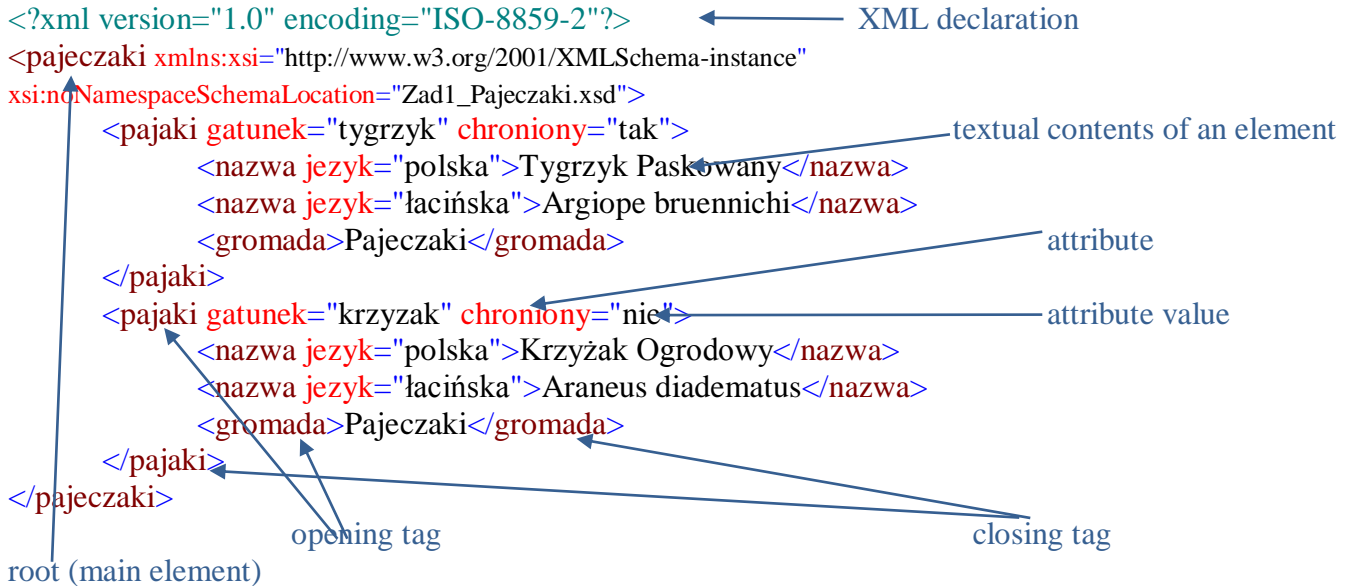 <?xml version="1.0" encoding="ISO-8859-2"?> XML declaration
<pajeczaki xmlns:xsi="http://www.w3.org/2001/XMLSchema-instance"
xsi:noNamespaceSchemaLocation="Zad1_Pajeczaki.xsd">
<pajaki gatunek="tygrzyk" chroniony="tak"> textual contents of an element
<nazwa jezyk="polska">Tygrzyk Paskowany</nazwa>
<nazwa jezyk="łacińska">Argiope bruennichi</nazwa>
<gromada>Pajeczaki</gromada> attribute
</pajaki>
<pajaki gatunek="krzyzak" chroniony="nie"> attribute value
<nazwa jezyk="polska">Krzyżak Ogrodowy</nazwa>
<nazwa jezyk="łacińska">Araneus diadematus</nazwa>
<gromada>Pajeczaki</gromada>
</pajaki>
</pajeczaki>
opening tag closing tag
root (main element)